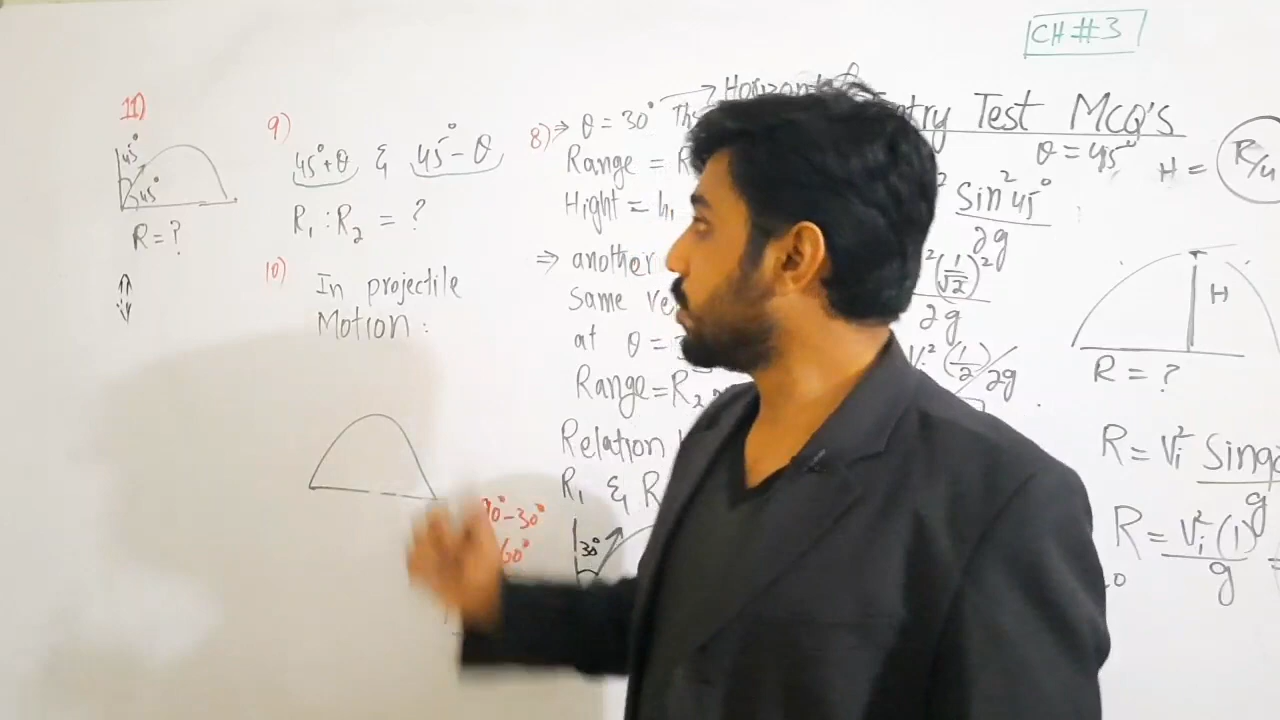 CH #3
Entry Test MCQ's
θ = 45°
H = R/4
Sin²45°
2g
(1/√2)²
2g
(1/2)/2g
H
R = ?
R = Vi²
g
R = Vi²(1)
g
8) ⇒ θ = 30°
Range = R
Hight = h1
⇒ another
Same
at θ =
Range = R2
Relation
R1 & R
30°
90° - 30°
60°
9)
45° + θ & 45° - θ
R1 : R2 = ?
10) In projectile
Motion :
11)
45°
45°
R = ?